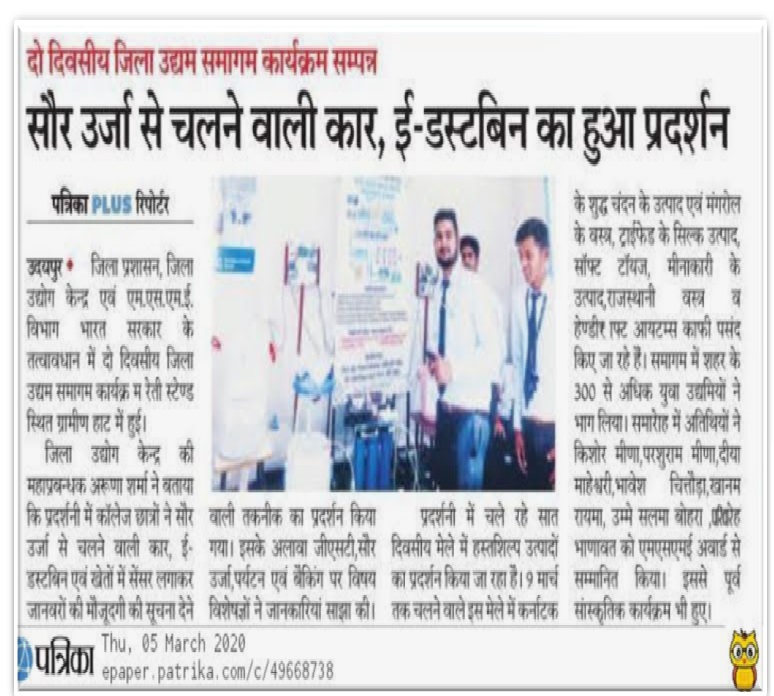 दो दिवसीय जिला उद्यम समागम कार्यक्रम सम्पन्न
सौर उर्जा से चलने वाली कार, ई-डस्टबिन का हुआ प्रदर्शन
पत्रिका PLUS रिपोर्टर
उदयपुर जिला प्रशासन, जिला
उद्योग केन्द्र एवं एम.एस.एम.ई.
विभाग भारत सरकार के
तत्वावधान में दो दिवसीय जिला
उद्यम समागम कार्यक्र म रेती स्टेण्ड
स्थित ग्रामीण हाट में हुई।
जिला उद्योग केन्द्र की
महाप्रबन्धक अरूणा शर्मा ने बताया
कि प्रदर्शनी में कॉलेज छात्रों ने सौर
उर्जा से चलने वाली कार, ई-
डस्टबिन एवं खेतों में सेंसर लगाकर
जानवरों की मौजूदगी की सूचना देने
वाली तकनीक का प्रदर्शन किया
गया। इसके अलावा जीएसटी,सौर
उर्जा,पर्यटन एवं बैंकिग पर विषय
विशेषज्ञों ने जानकारियां साझा की।
प्रदर्शनी में चले रहे सात
दिवसीय मेले में हस्तशिल्प उत्पादों
का प्रदर्शन किया जा रहा है। 9 मार्च
तक चलने वाले इस मेले में कर्नाटक
के शुद्ध चंदन के उत्पाद एवं मंगरोल
के वस्त्र, ट्राईफेड के सिल्क उत्पाद,
सॉफ्ट टॉयज, मीनाकारी के
उत्पाद,राजस्थानी वस्त्र व
आयटम्स काफी पसंद
किए जा रहे है। समागम में शहर के
300 से अधिक युवा उद्यमियों ने
भाग लिया। समारोह में अतिथियों ने
किशोर मीणा,परशुराम मीणा,दीया
माहेश्वरी,भावेश चित्तौड़ा,खानम
रायमा, उम्मे सलमा बोहरा
भाणावत को एमएसएमई अवार्ड से
सम्मानित किया। इससे पूर्व
सांस्कृतिक कार्यक्रम भी हुए।
पत्रिका
Thu, 05 March 2020
epaper.patrika.com/c/49668738